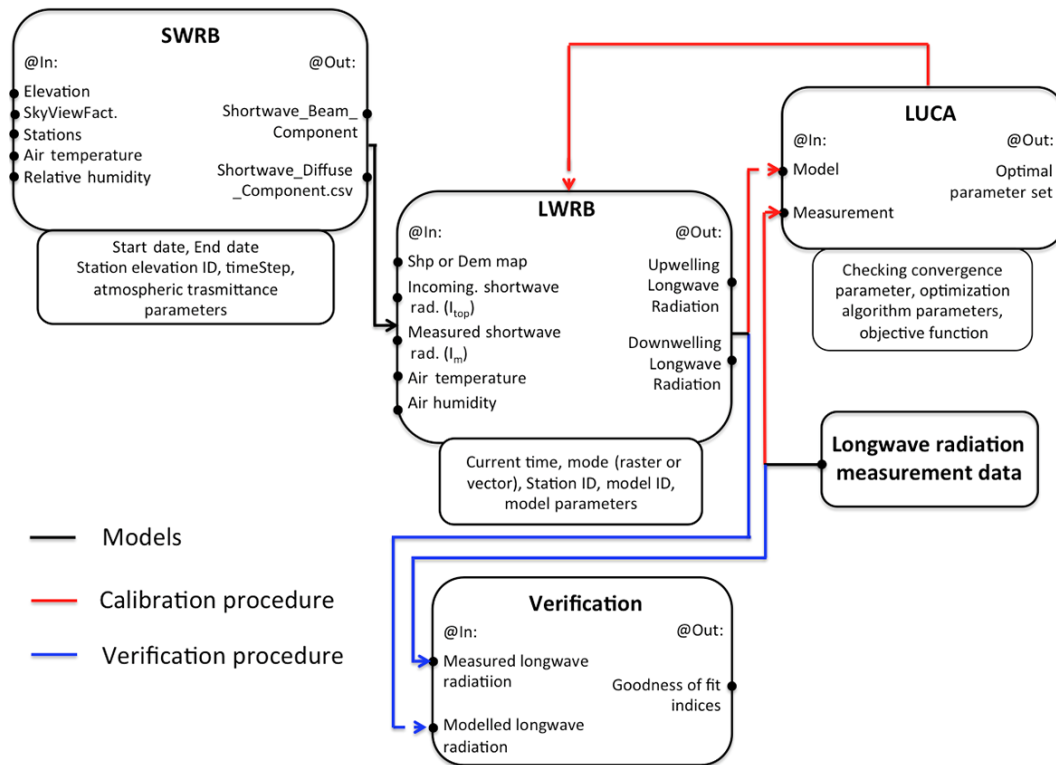 SWRB
@In:
@Out:
Elevation
SkyViewFact.
Stations
Air temperature
Relative humidity
Shortwave_Beam_
Component
Shortwave_Diffuse
_Component.csv
Start date, End date
Station elevation ID, timeStep,
atmospheric trasmittance
parameters
LWRB
@In:
@Out:
Shp or Dem map
Incoming. shortwave
rad. (I_top)
Measured shortwave
rad. (I_m)
Air temperature
Air humidity
Upwelling
Longwave
Radiation
Downwelling
Longwave
Radiation
Current time, mode (raster or
vector), Station ID, model ID,
model parameters
LUCA
@In:
@Out:
Model
Measurement
Optimal
parameter set
Checking convergence
parameter, optimization
algorithm parameters,
objective function
Longwave radiation
measurement data
Models
Calibration procedure
Verification procedure
Verification
@In:
@Out:
Measured longwave
radiatiion
Modelled longwave
radiation
Goodness of fit
indices